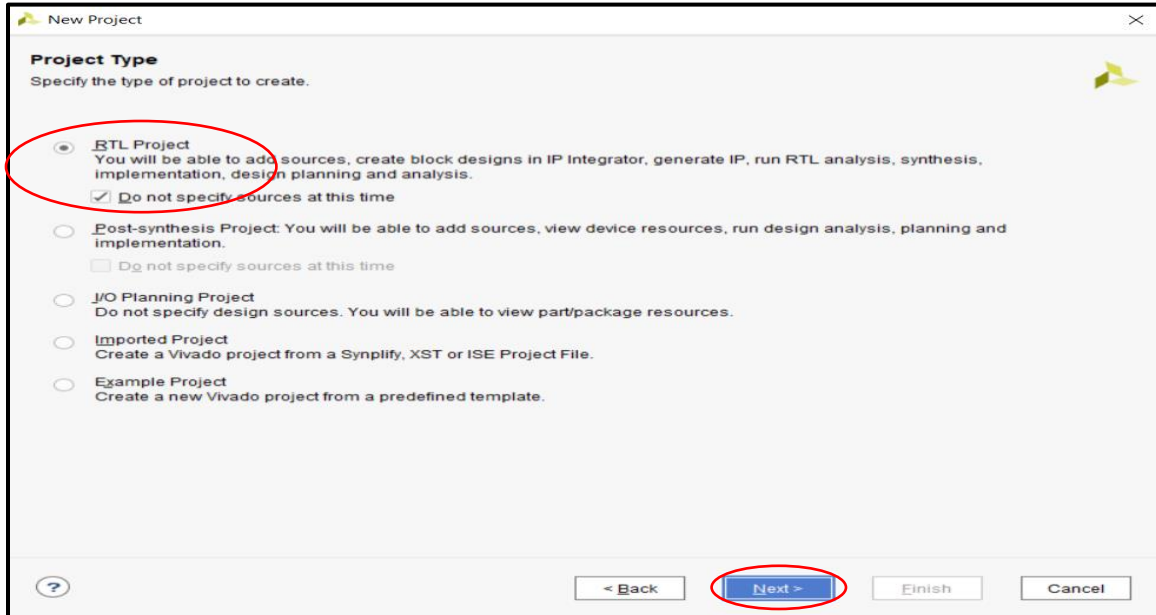 New Project
Project Type
Specify the type of project to create.
RTL Project
You will be able to add sources, create block designs in IP Integrator, generate IP, run RTL analysis, synthesis,
implementation, design planning and analysis.
Do not specify sources at this time
Post-synthesis Project: You will be able to add sources, view device resources, run design analysis, planning and
implementation.
Do not specify sources at this time
I/O Planning Project
Do not specify design sources. You will be able to view part/package resources.
Imported Project
Create a Vivado project from a Synplify, XST or ISE Project File.
Example Project
Create a new Vivado project from a predefined template.
? < Back Next > Finish Cancel